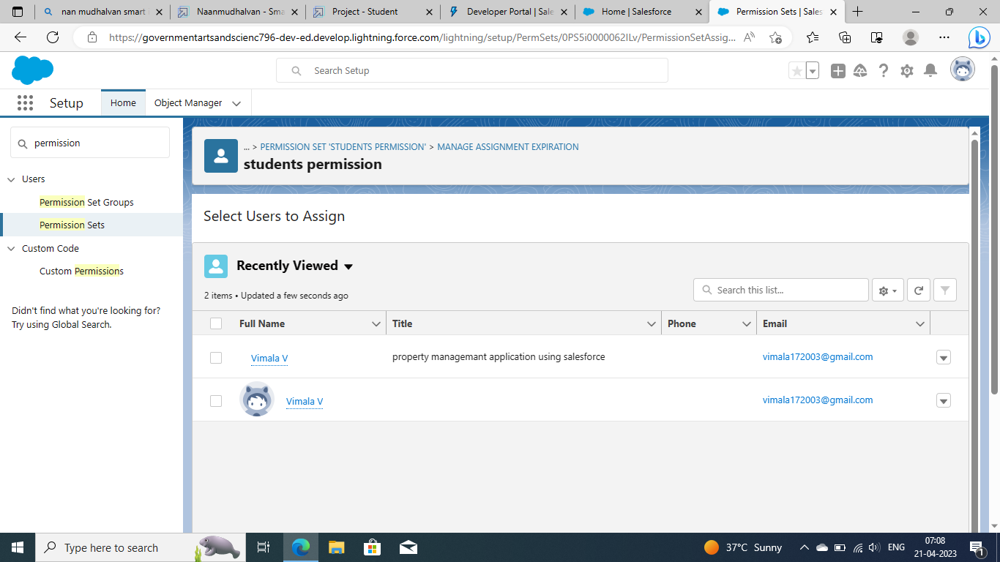 nan mudhalvan smart
Naanmudhalvan - Sma
Project - Student
Developer Portal | Sale
Home | Salesforce
Permission Sets | Sales
https://governmentartsandscienc796-dev-ed.develop.lightning.force.com/lightning/setup/PermSets/0PS5i0000062ILv/PermissionSetAssig...
Search Setup
Setup
Home
Object Manager
permission
Users
Permission Set Groups
Permission Sets
Custom Code
Custom Permissions
Didn't find what you're looking for?
Try using Global Search.
... > PERMISSION SET 'STUDENTS PERMISSION' > MANAGE ASSIGNMENT EXPIRATION
students permission
Select Users to Assign
Recently Viewed
2 items • Updated a few seconds ago
Search this list...
Full Name Title Phone Email
Vimala V property managemant application using salesforce vimala172003@gmail.com
Vimala V vimala172003@gmail.com
Type here to search
37°C Sunny
ENG
07:08
21-04-2023
1